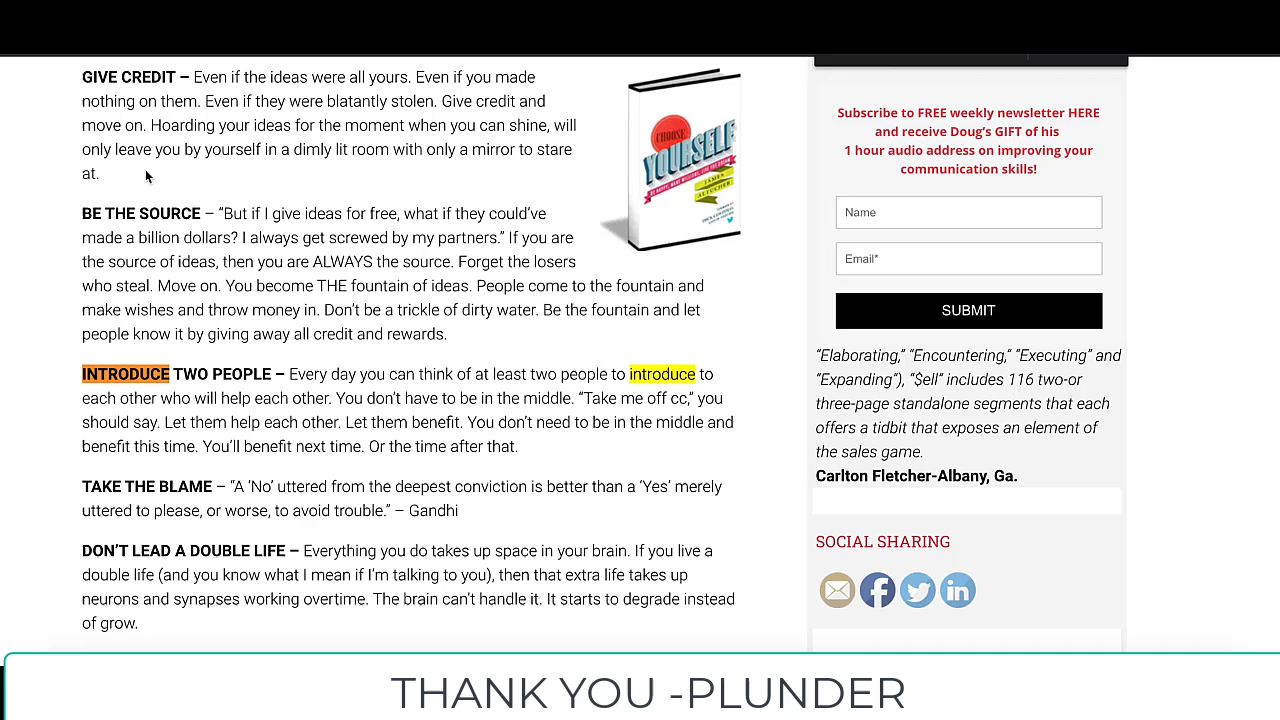 GIVE CREDIT – Even if the ideas were all yours. Even if you made
nothing on them. Even if they were blatantly stolen. Give credit and
move on. Hoarding your ideas for the moment when you can shine, will
only leave you by yourself in a dimly lit room with only a mirror to stare
at.
CHOOSE
YOURSELF
JAMES
ALTUCHER
BE THE SOURCE – “But if I give ideas for free, what if they could’ve
made a billion dollars? I always get screwed by my partners.” If you are
the source of ideas, then you are ALWAYS the source. Forget the losers
who steal. Move on. You become THE fountain of ideas. People come to the fountain and
make wishes and throw money in. Don’t be a trickle of dirty water. Be the fountain and let
people know it by giving away all credit and rewards.
INTRODUCE TWO PEOPLE – Every day you can think of at least two people to introduce to
each other who will help each other. You don’t have to be in the middle. “Take me off cc,” you
should say. Let them help each other. Let them benefit. You don’t need to be in the middle and
benefit this time. You’ll benefit next time. Or the time after that.
TAKE THE BLAME – “A ‘No’ uttered from the deepest conviction is better than a ‘Yes’ merely
uttered to please, or worse, to avoid trouble.” – Gandhi
DON’T LEAD A DOUBLE LIFE – Everything you do takes up space in your brain. If you live a
double life (and you know what I mean if I’m talking to you), then that extra life takes up
neurons and synapses working overtime. The brain can’t handle it. It starts to degrade instead
of grow.
Subscribe to FREE weekly newsletter HERE
and receive Doug’s GIFT of his
1 hour audio address on improving your
communication skills!
Name
Email*
SUBMIT
“Elaborating,” “Encountering,“ “Executing” and
“Expanding”), “$ell” includes 116 two-or
three-page standalone segments that each
offers a tidbit that exposes an element of
the sales game.
Carlton Fletcher-Albany, Ga.
SOCIAL SHARING
THANK YOU -PLUNDER